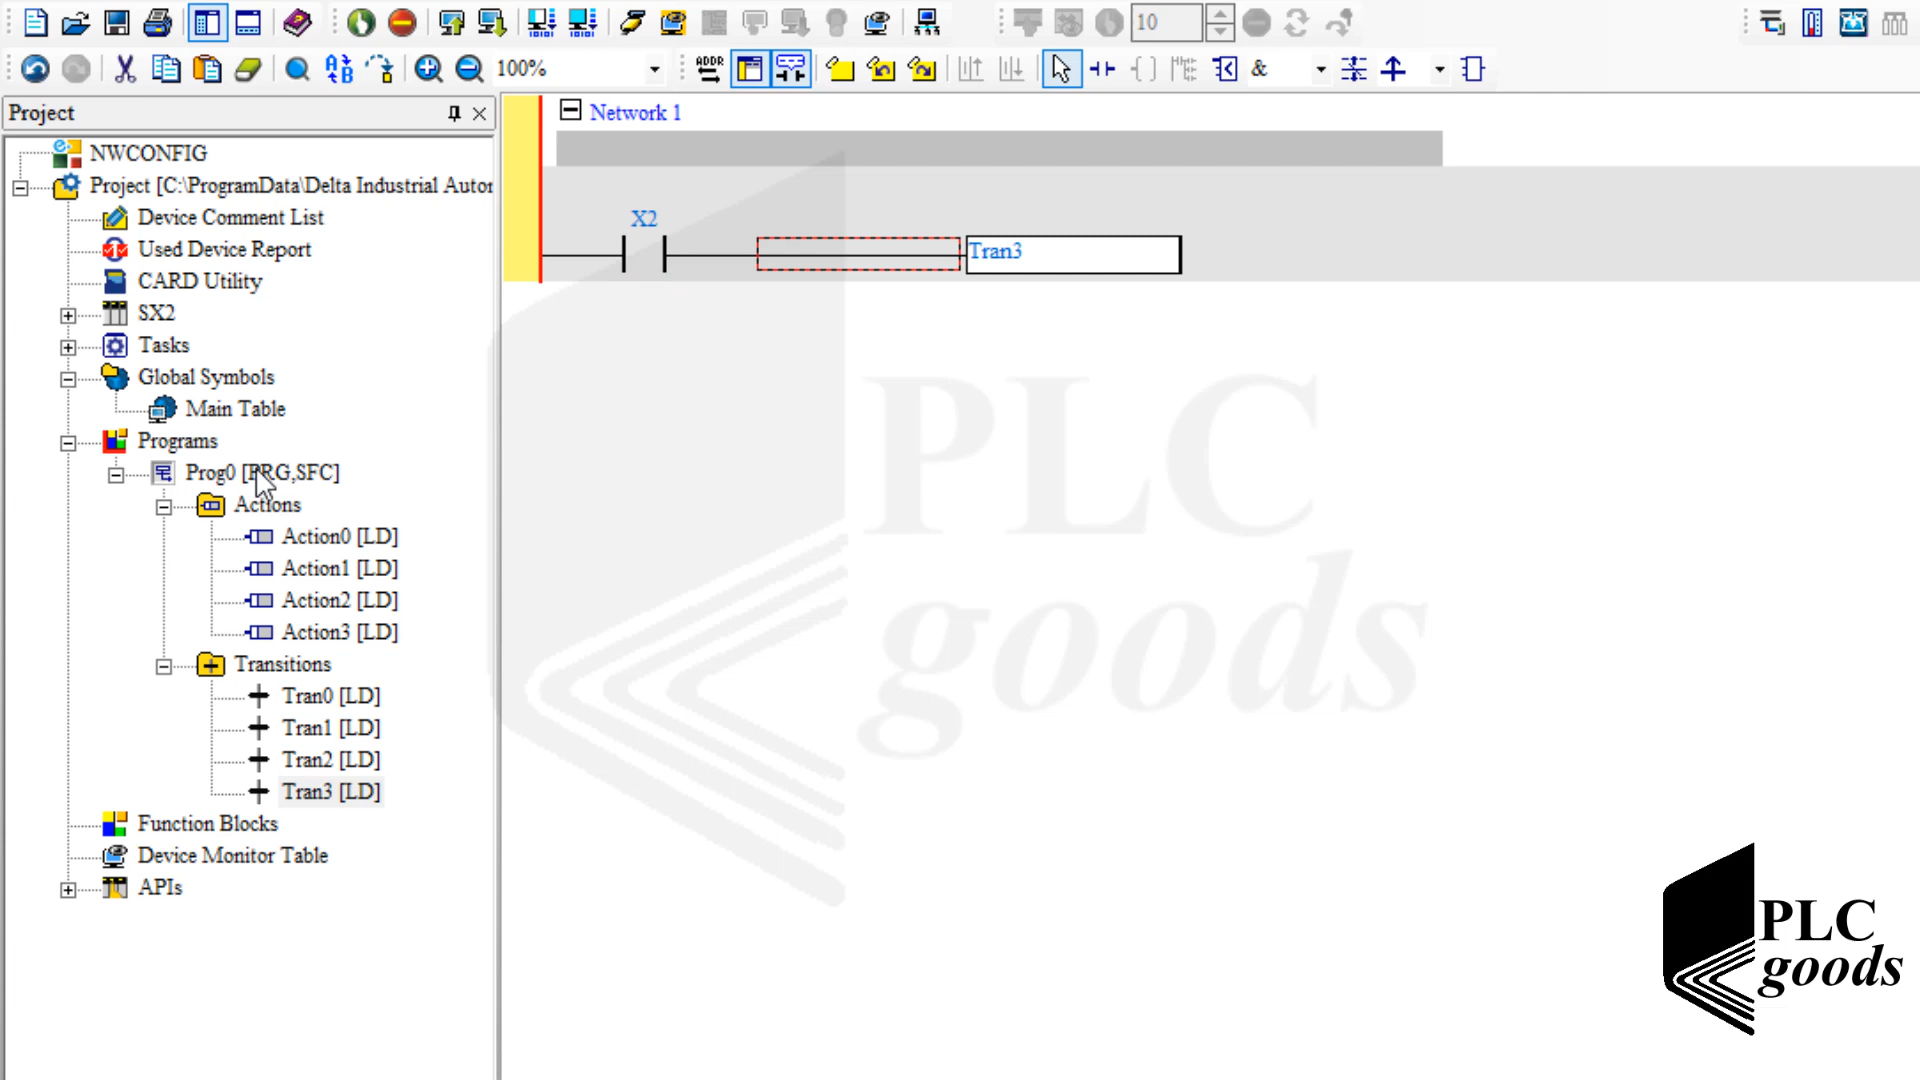 10
100%
ADDR
&
Project
NWCONFIG
Project [C:\ProgramData\Delta Industrial Autor
Device Comment List
Used Device Report
CARD Utility
SX2
Tasks
Global Symbols
Main Table
Programs
Prog0 [PRG,SFC]
Actions
Action0 [LD]
Action1 [LD]
Action2 [LD]
Action3 [LD]
Transitions
Tran0 [LD]
Tran1 [LD]
Tran2 [LD]
Tran3 [LD]
Function Blocks
Device Monitor Table
APIs
Network 1
X2
Tran3
PLC
goods
PLC
goods